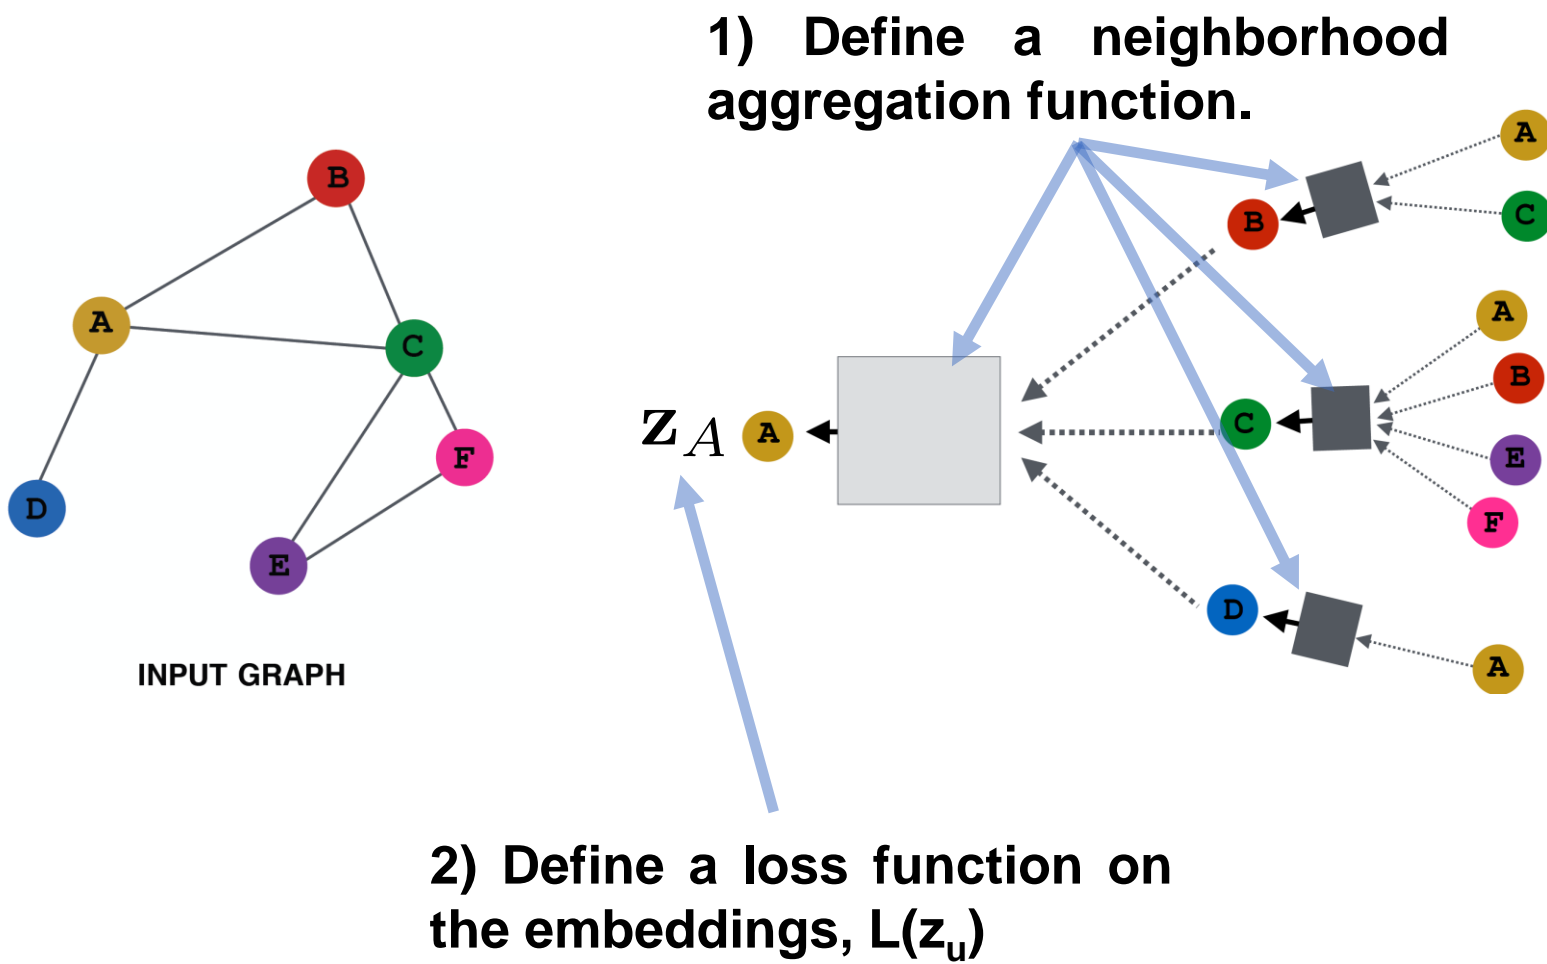 1) Define a neighborhood
aggregation function.
A
B
C
B
A
A
B
C
C
z_A A
F
E
D
F
D
E
A
INPUT GRAPH
2) Define a loss function on
the embeddings, L(z_u)